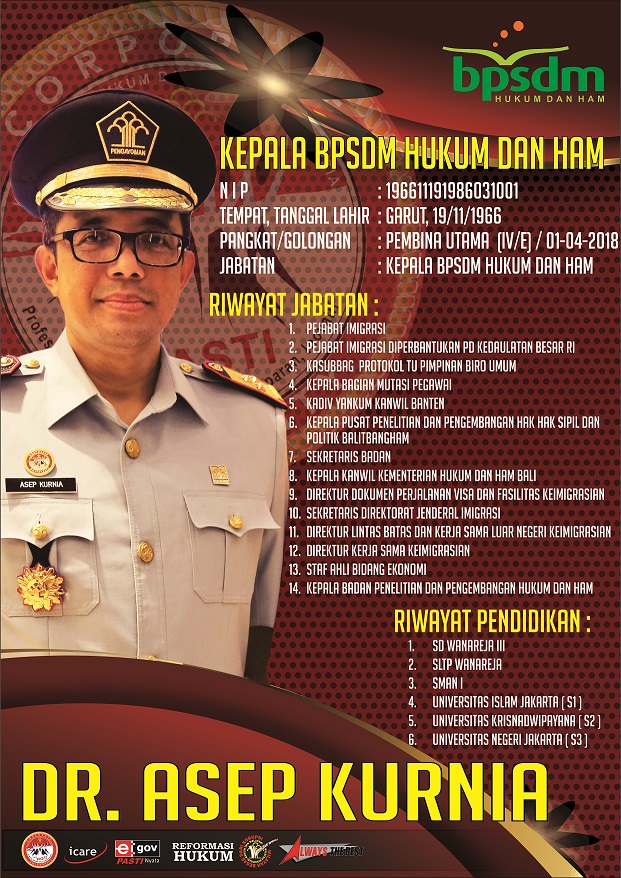 bpsdm
HUKUM DAN HAM
PENGAYOMAN
CORPOR
KEPALA BPSDM HUKUM DAN HAM
NIP : 196611191986031001
TEMPAT, TANGGAL LAHIR : GARUT, 19/11/1966
PANGKAT/GOLONGAN : PEMBINA UTAMA (IV/E) / 01-04-2018
JABATAN : KEPALA BPSDM HUKUM DAN HAM
RIWAYAT JABATAN :
1. PEJABAT IMIGRASI
2. PEJABAT IMIGRASI DIPERBANTUKAN PD KEDAULATAN BESAR RI
3. KASUBBAG PROTOKOL TU PIMPINAN BIRO UMUM
4. KEPALA BAGIAN MUTASI PEGAWAI
5. KADIV YANKUM KANWIL BANTEN
6. KEPALA PUSAT PENELITIAN DAN PENGEMBANGAN HAK HAK SIPIL DAN
POLITIK BALITBANGHAM
7. SEKRETARIS BADAN
8. KEPALA KANWIL KEMENTERIAN HUKUM DAN HAM BALI
9. DIREKTUR DOKUMEN PERJALANAN VISA DAN FASILITAS KEIMIGRASIAN
10. SEKRETARIS DIREKTORAT JENDERAL IMIGRASI
11. DIREKTUR LINTAS BATAS DAN KERJA SAMA LUAR NEGERI KEIMIGRASIAN
12. DIREKTUR KERJA SAMA KEIMIGRASIAN
13. STAF AHLI BIDANG EKONOMI
14. KEPALA BADAN PENELITIAN DAN PENGEMBANGAN HUKUM DAN HAM
PASTI
ASEP KURNIA
RIWAYAT PENDIDIKAN :
1. SD WANAREJA III
2. SLTP WANAREJA
3. SMAN I
4. UNIVERSITAS ISLAM JAKARTA ( S1 )
5. UNIVERSITAS KRISNADWIPAYANA ( S2 )
6. UNIVERSITAS NEGERI JAKARTA ( S3 )
DR. ASEP KURNIA
icare
e-gov
PASTI Nyata
REFORMASI
HUKUM
ALWAYS THE BEST